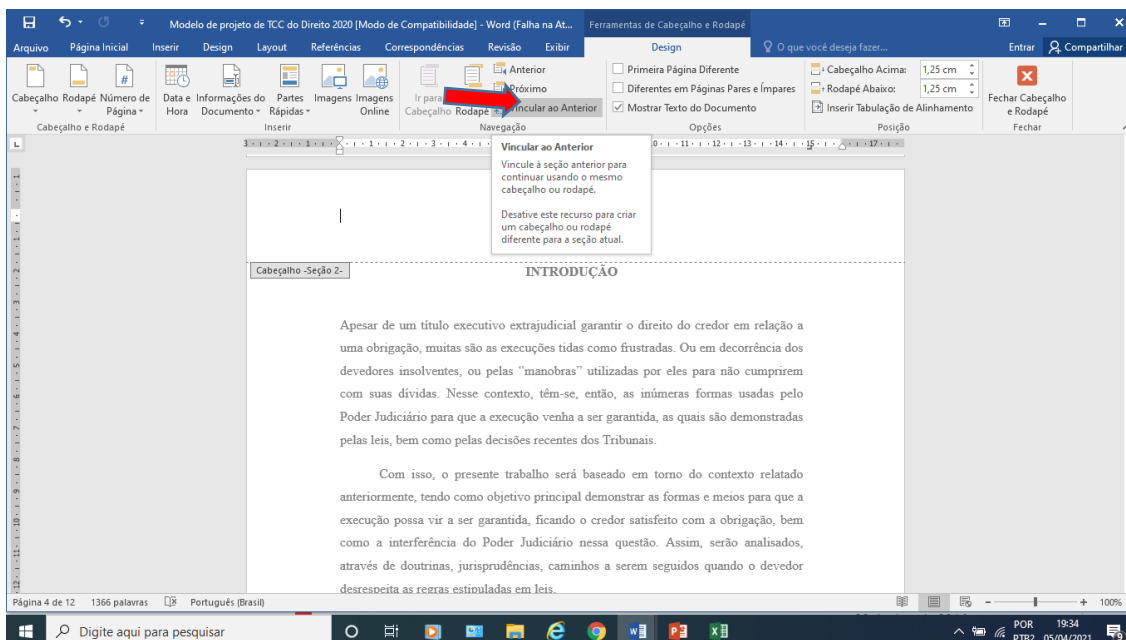 Modelo de projeto de TCC do Direito 2020 [Modo de Compatibilidade] - Word (Falha na At...
Ferramentas de Cabeçalho e Rodapé
Arquivo Página Inicial Inserir Design Layout Referências Correspondências Revisão Exibir Design O que você deseja fazer... Entrar Compartilhar
Anterior
Primeira Página Diferente
Cabeçalho Acima: 1,25 cm
Próximo
Diferentes em Páginas Pares e Ímpares
Rodapé Abaixo: 1,25 cm
Cabeçalho Rodapé Número de Página
Data e Hora
Informações do Documento
Partes Rápidas
Imagens
Imagens Online
Ir para
Cabeçalho Rodapé
Vincular ao Anterior
Mostrar Texto do Documento
Inserir Tabulação de Alinhamento
Fechar Cabeçalho e Rodapé
Cabeçalho e Rodapé Inserir Navegação Opções Posição Fechar
Vincular ao Anterior
Vincule à seção anterior para
continuar usando o mesmo
cabeçalho ou rodapé.
Desative este recurso para criar
um cabeçalho ou rodapé
diferente para a seção atual.
Cabeçalho -Seção 2-
INTRODUÇÃO
Apesar de um título executivo extrajudicial garantir o direito do credor em relação a
uma obrigação, muitas são as execuções tidas como frustradas. Ou em decorrência dos
devedores insolventes, ou pelas “manobras” utilizadas por eles para não cumprirem
com suas dívidas. Nesse contexto, têm-se, então, as inúmeras formas usadas pelo
Poder Judiciário para que a execução venha a ser garantida, as quais são demonstradas
pelas leis, bem como pelas decisões recentes dos Tribunais.
Com isso, o presente trabalho será baseado em torno do contexto relatado
anteriormente, tendo como objetivo principal demonstrar as formas e meios para que a
execução possa vir a ser garantida, ficando o credor satisfeito com a obrigação, bem
como a interferência do Poder Judiciário nessa questão. Assim, serão analisados,
através de doutrinas, jurisprudências, caminhos a serem seguidos quando o devedor
desrespeita as regras estipuladas em leis.
Página 4 de 12 1366 palavras Português (Brasil) 100%
Digite aqui para pesquisar
POR 19:34
PTB2 05/04/2021